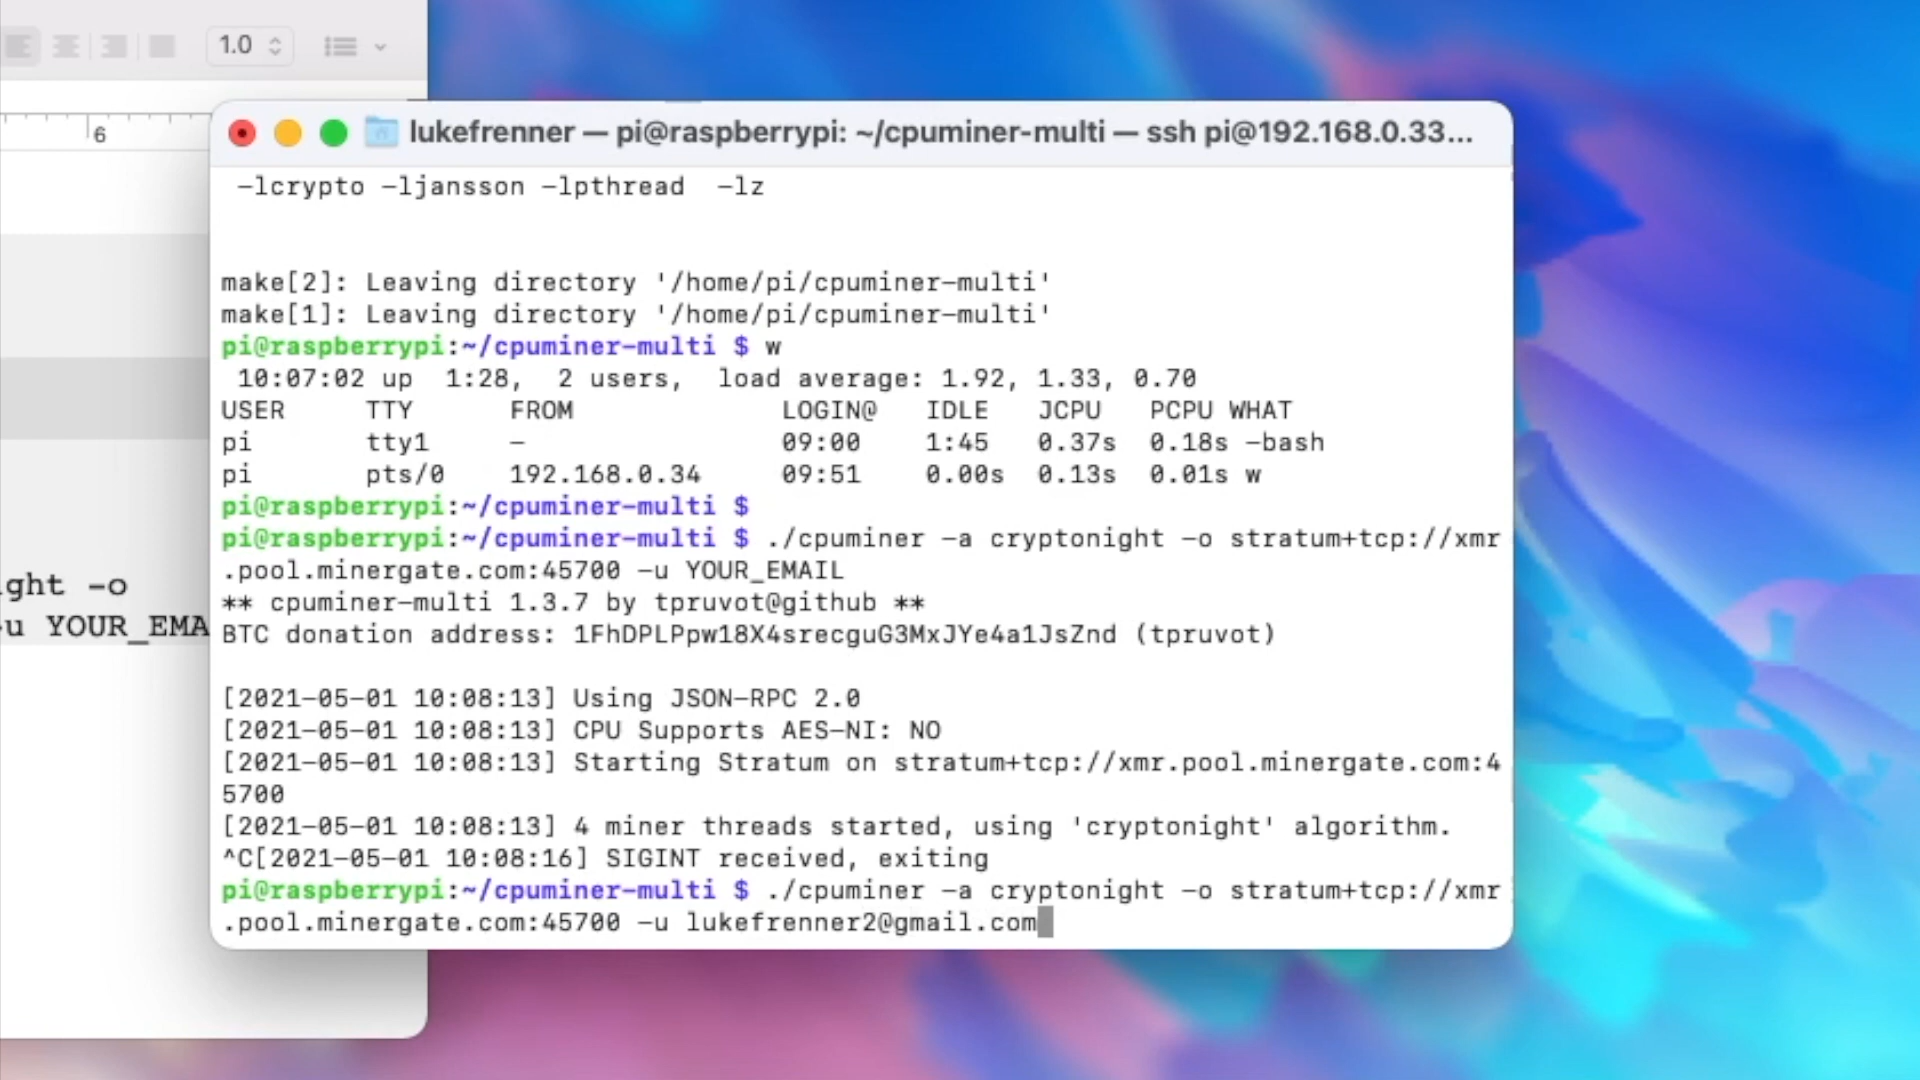 1.0
6
ght -o
u YOUR_EMA
lukefrenner — pi@raspberrypi: ~/cpuminer-multi — ssh pi@192.168.0.33...
-lcrypto -ljansson -lpthread  -lz
make[2]: Leaving directory '/home/pi/cpuminer-multi'
make[1]: Leaving directory '/home/pi/cpuminer-multi'
pi@raspberrypi:~/cpuminer-multi $ w
10:07:02 up  1:28,  2 users,  load average: 1.92, 1.33, 0.70
USER     TTY      FROM             LOGIN@   IDLE   JCPU   PCPU WHAT
pi       tty1     -                09:00    1:45   0.37s  0.18s -bash
pi       pts/0    192.168.0.34     09:51    0.00s  0.13s  0.01s w
pi@raspberrypi:~/cpuminer-multi $
pi@raspberrypi:~/cpuminer-multi $ ./cpuminer -a cryptonight -o stratum+tcp://xmr
.pool.minergate.com:45700 -u YOUR_EMAIL
** cpuminer-multi 1.3.7 by tpruvot@github **
BTC donation address: 1FhDPLPpw18X4srecguG3MxJYe4a1JsZnd (tpruvot)
[2021-05-01 10:08:13] Using JSON-RPC 2.0
[2021-05-01 10:08:13] CPU Supports AES-NI: NO
[2021-05-01 10:08:13] Starting Stratum on stratum+tcp://xmr.pool.minergate.com:4
5700
[2021-05-01 10:08:13] 4 miner threads started, using 'cryptonight' algorithm.
^C[2021-05-01 10:08:16] SIGINT received, exiting
pi@raspberrypi:~/cpuminer-multi $ ./cpuminer -a cryptonight -o stratum+tcp://xmr
.pool.minergate.com:45700 -u lukefrenner2@gmail.com